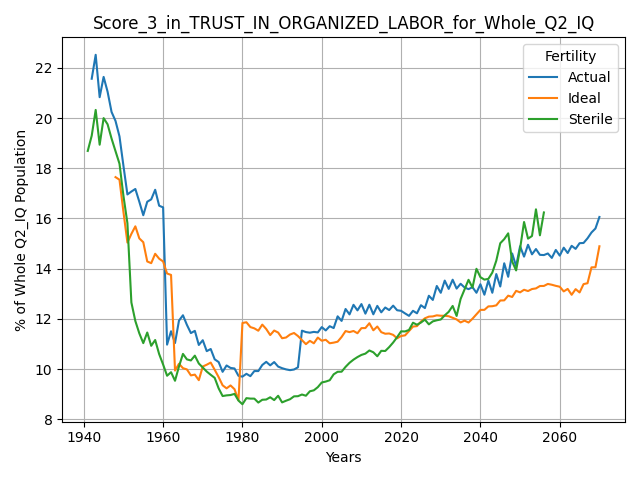 Score_3_in_TRUST_IN_ORGANIZED_LABOR_for_Whole_Q2_IQ
Fertility
Actual
Ideal
Sterile
% of Whole Q2_IQ Population
22
20
18
16
14
12
10
8
1940 1960 1980 2000 2020 2040 2060
Years